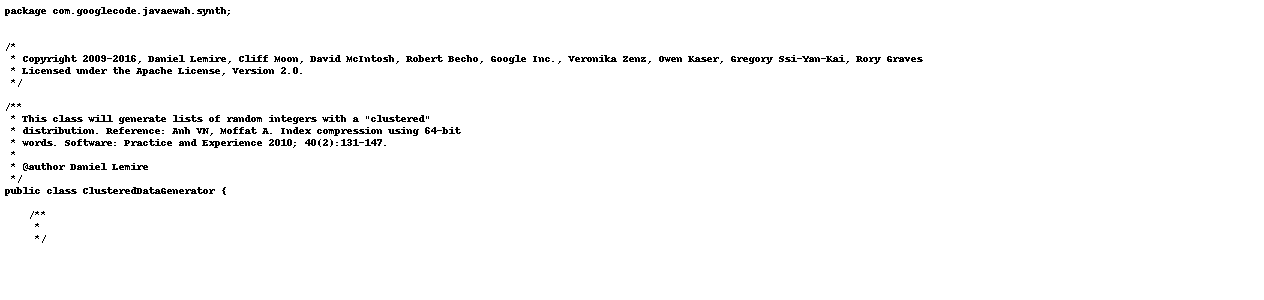 package com.googlecode.javaewah.synth;
/*
 * Copyright 2009-2016, Daniel Lemire, Cliff Moon, David McIntosh, Robert Becho, Google Inc., Veronika Zenz, Owen Kaser, Gregory Ssi-Yan-Kai, Rory Graves
 * Licensed under the Apache License, Version 2.0.
 */
/**
 * This class will generate lists of random integers with a "clustered"
 * distribution. Reference: Anh VN, Moffat A. Index compression using 64-bit
 * words. Software: Practice and Experience 2010; 40(2):131-147.
 *
 * @author Daniel Lemire
 */
public class ClusteredDataGenerator {
    /**
     *
     */